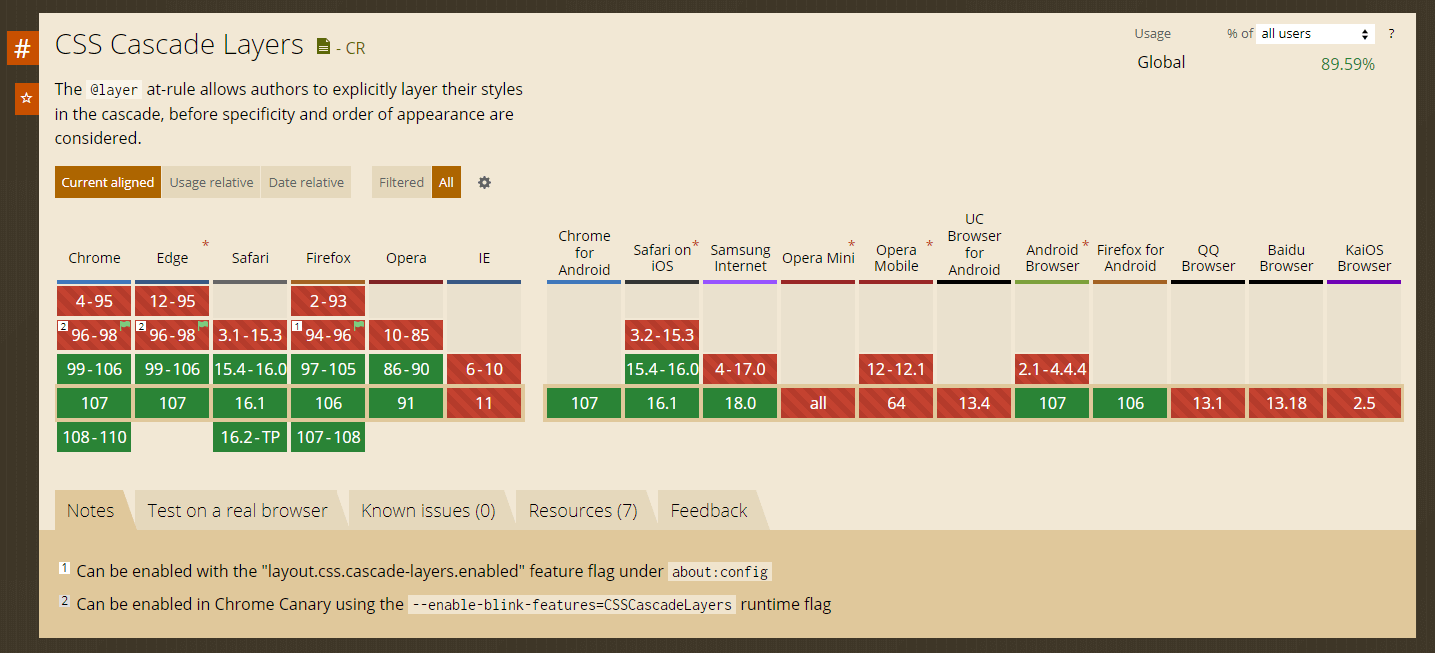 #
CSS Cascade Layers - CR
Usage % of all users ?
Global 89.59%
The @layer at-rule allows authors to explicitly layer their styles
in the cascade, before specificity and order of appearance are
considered.
Current aligned Usage relative Date relative Filtered All
Chrome Edge * Safari Firefox Opera IE
4-95 12-95 2-93
2 96-98 2 96-98 3.1-15.3 1 94-96 10-85
99-106 99-106 15.4-16.0 97-105 86-90 6-10
107 107 16.1 106 91 11
108-110 16.2-TP 107-108
Chrome for Android Safari on iOS * Samsung Internet Opera Mini * Opera Mobile * UC Browser for Android Android Browser * Firefox for Android QQ Browser Baidu Browser KaiOS Browser
3.2-15.3
15.4-16.0 4-17.0 12-12.1 2.1-4.4.4
107 16.1 18.0 all 64 13.4 107 106 13.1 13.18 2.5
Notes Test on a real browser Known issues (0) Resources (7) Feedback
1 Can be enabled with the "layout.css.cascade-layers.enabled" feature flag under about:config
2 Can be enabled in Chrome Canary using the --enable-blink-features=CSSCascadeLayers runtime flag